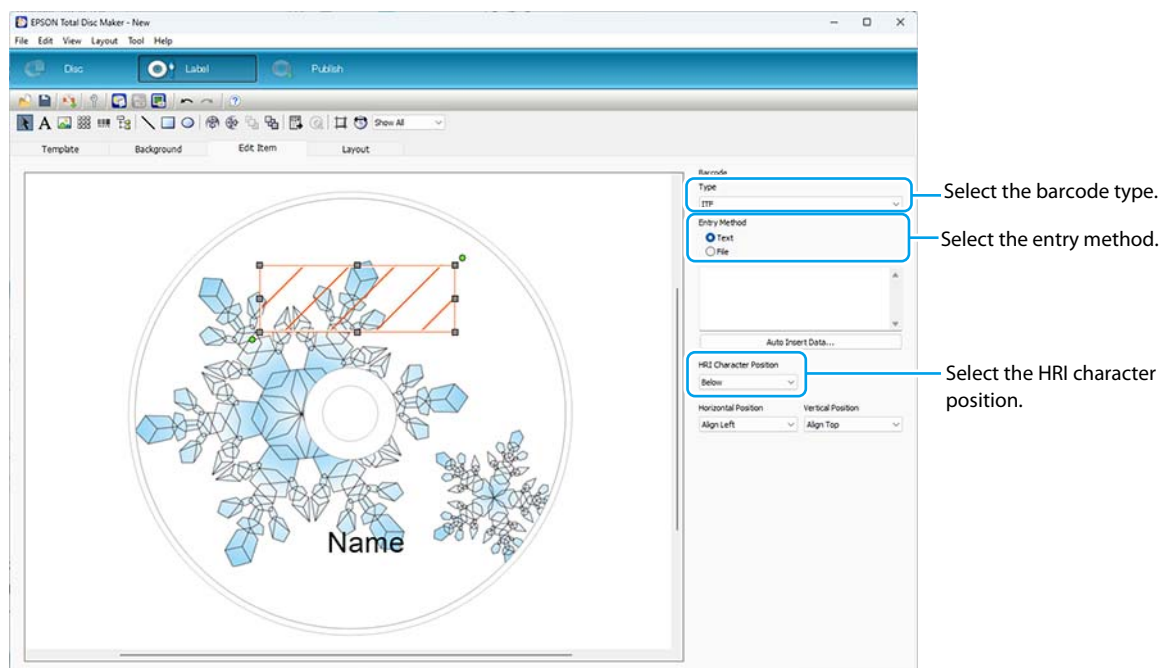 EPSON Total Disc Maker - New
File Edit View Layout Tool Help
Disc Label Publish
Show All
Template Background Edit Item Layout
Barcode
Type
ITF
Entry Method
Text
File
Auto Insert Data...
HRI Character Position
Below
Horizontal Position Vertical Position
Align Left Align Top
Name
Select the barcode type.
Select the entry method.
Select the HRI character
position.